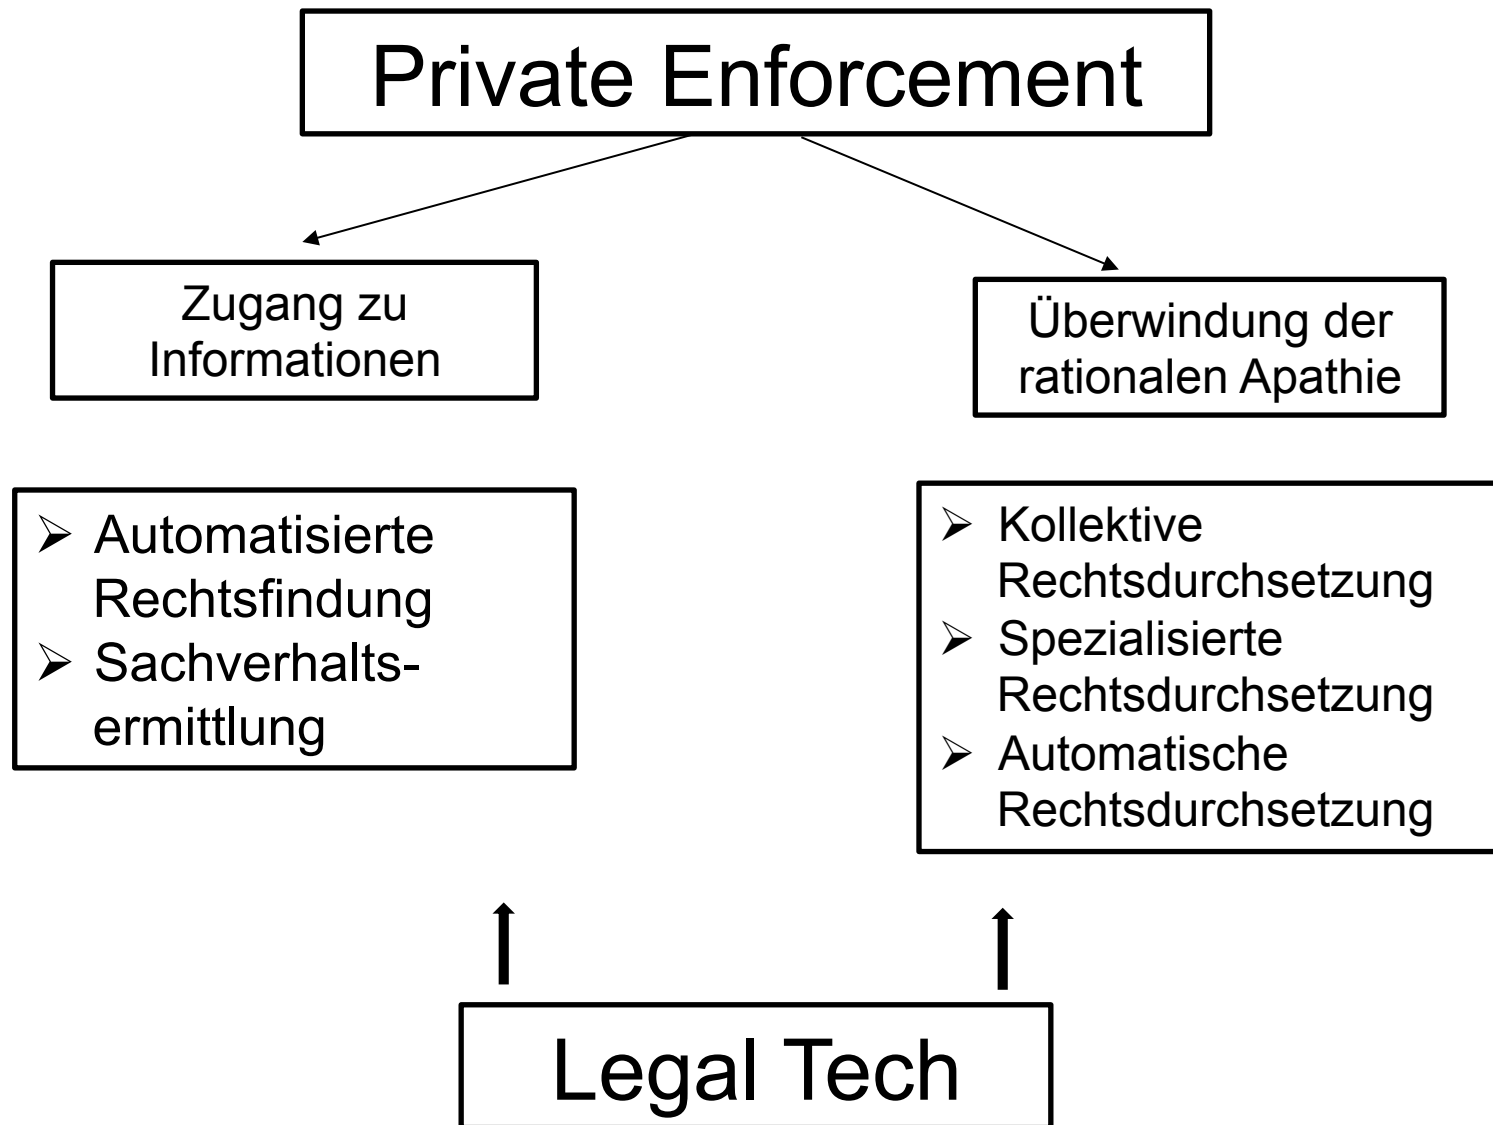 Private Enforcement
Zugang zu
Informationen
Überwindung der
rationalen Apathie
➢ Automatisierte
Rechtsfindung
➢ Sachverhalts-
ermittlung
➢ Kollektive
Rechtsdurchsetzung
➢ Spezialisierte
Rechtsdurchsetzung
➢ Automatische
Rechtsdurchsetzung
Legal Tech